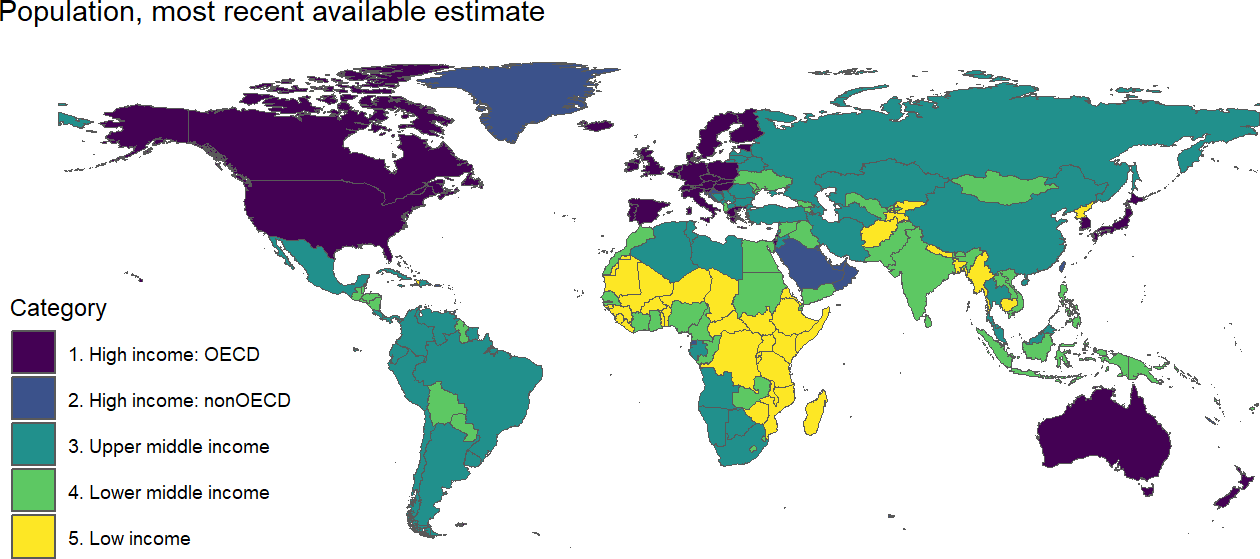 Population, most recent available estimate
Category
1. High income: OECD
2. High income: nonOECD
3. Upper middle income
4. Lower middle income
5. Low income